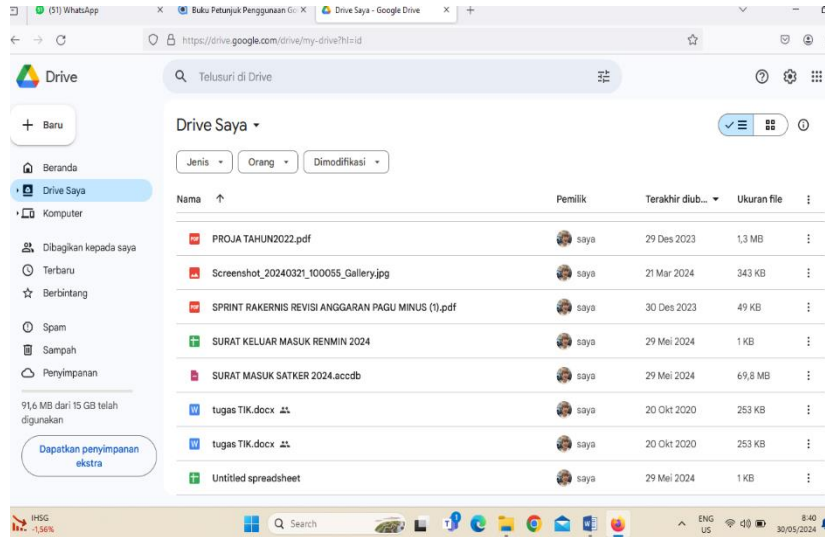 (51) WhatsApp
Buku Petunjuk Penggunaan Go
Drive Saya - Google Drive
https://drive.google.com/drive/my-drive?hl=id
Drive
Telusuri di Drive
Baru
Beranda
Drive Saya
Komputer
Dibagikan kepada saya
Terbaru
Berbintang
Spam
Sampah
Penyimpanan
91,6 MB dari 15 GB telah
digunakan
Dapatkan penyimpanan
ekstra
Drive Saya
Jenis Orang Dimodifikasi
Nama Pemilik Terakhir diub... Ukuran file
PROJA TAHUN2022.pdf saya 29 Des 2023 1,3 MB
Screenshot_20240321_100055_Gallery.jpg saya 21 Mar 2024 343 KB
SPRINT RAKERNIS REVISI ANGGARAN PAGU MINUS (1).pdf saya 30 Des 2023 49 KB
SURAT KELUAR MASUK RENMIN 2024 saya 29 Mei 2024 1 KB
SURAT MASUK SATKER 2024.accdb saya 29 Mei 2024 69,8 MB
tugas TIK.docx saya 20 Okt 2020 253 KB
tugas TIK.docx saya 20 Okt 2020 253 KB
Untitled spreadsheet saya 29 Mei 2024 1 KB
IHSG
-1,56%
Search
ENG
US
8:40
30/05/2024